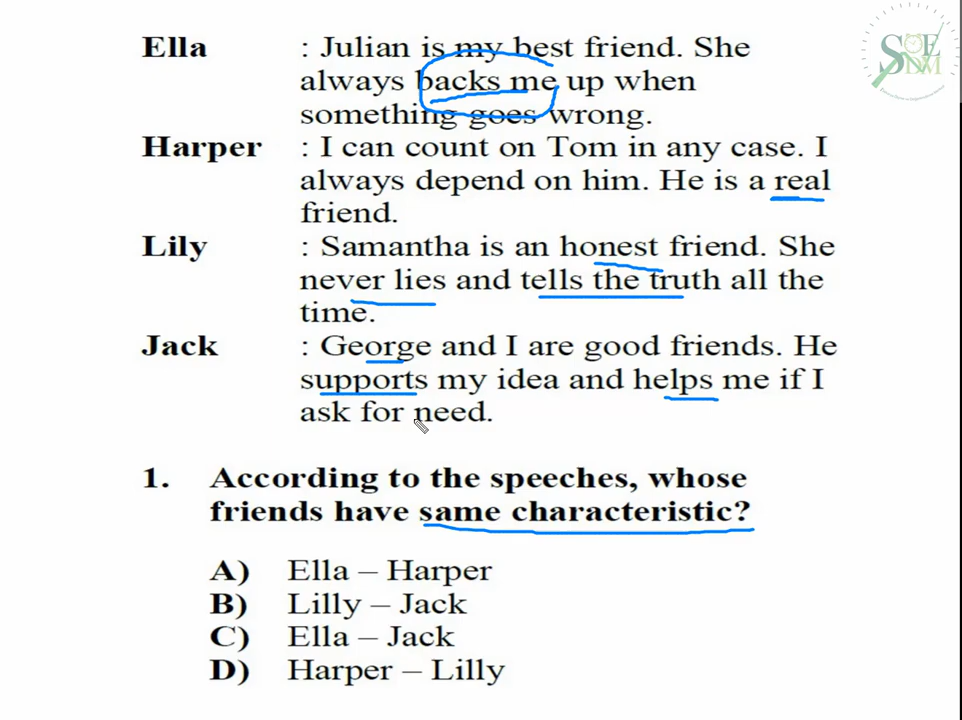 Ella : Julian is my best friend. She
always backs me up when
something goes wrong.
Harper : I can count on Tom in any case. I
always depend on him. He is a real
friend.
Lily : Samantha is an honest friend. She
never lies and tells the truth all the
time.
Jack : George and I are good friends. He
supports my idea and helps me if I
ask for need.
1. According to the speeches, whose
friends have same characteristic?
A) Ella – Harper
B) Lilly – Jack
C) Ella – Jack
D) Harper – Lilly